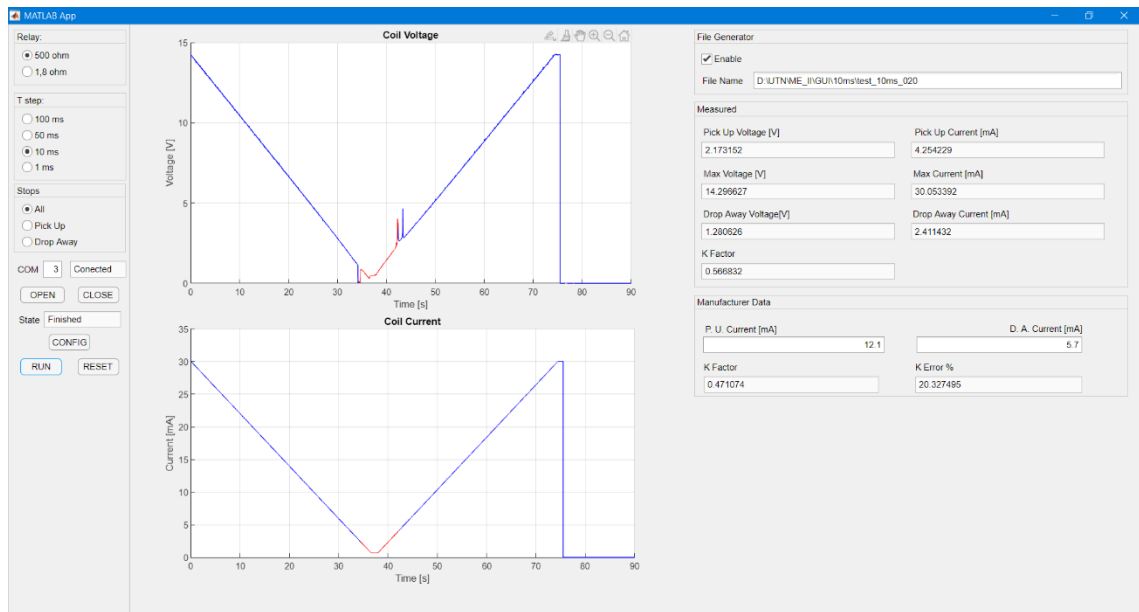 MATLAB App
Relay:
500 ohm
1,8 ohm
T step:
100 ms
50 ms
10 ms
1 ms
Stops
All
Pick Up
Drop Away
COM 3 Conected
OPEN CLOSE
State Finished
CONFIG
RUN RESET
Coil Voltage
15
10
5
0
Voltage [V]
0 10 20 30 40 50 60 70 80 90
Time [s]
Coil Current
35
30
25
20
15
10
5
0
Current [mA]
0 10 20 30 40 50 60 70 80 90
Time [s]
File Generator
Enable
File Name D:\UTN\ME_II\GUI\10ms\test_10ms_020
Measured
Pick Up Voltage [V] Pick Up Current [mA]
2.173152 4.254229
Max Voltage [V] Max Current [mA]
14.296627 30.053392
Drop Away Voltage[V] Drop Away Current [mA]
1.280626 2.411432
K Factor
0.566832
Manufacturer Data
P. U. Current [mA] D. A. Current [mA]
12.1 5.7
K Factor K Error %
0.471074 20.327495